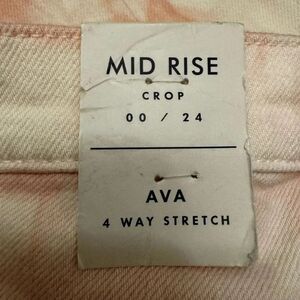 MID RISE
CROP
00 / 24
AVA
4 WAY STRETCH